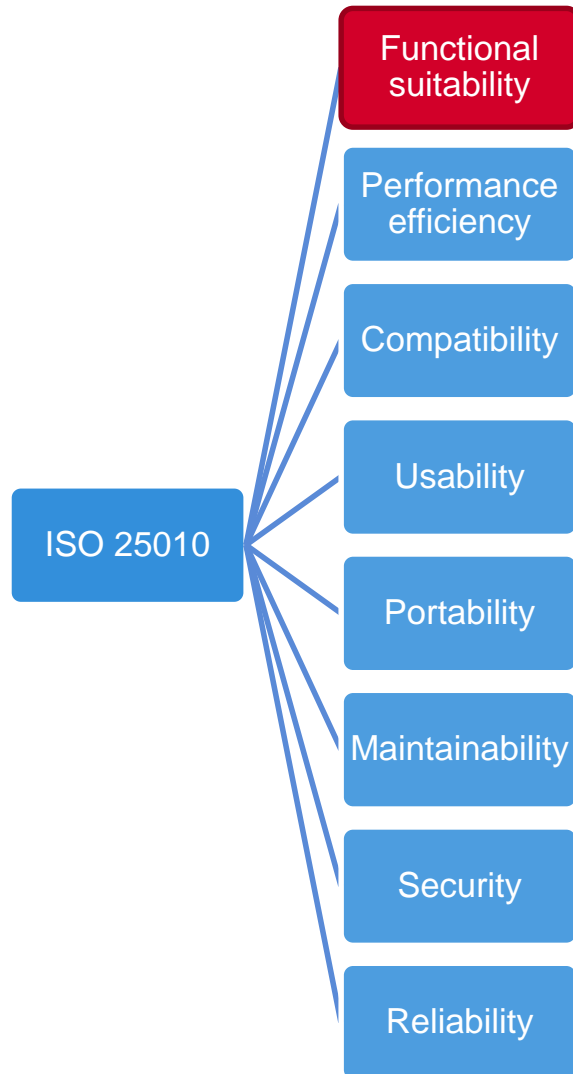 Functional
suitability
Performance
efficiency
Compatibility
Usability
ISO 25010
Portability
Maintainability
Security
Reliability